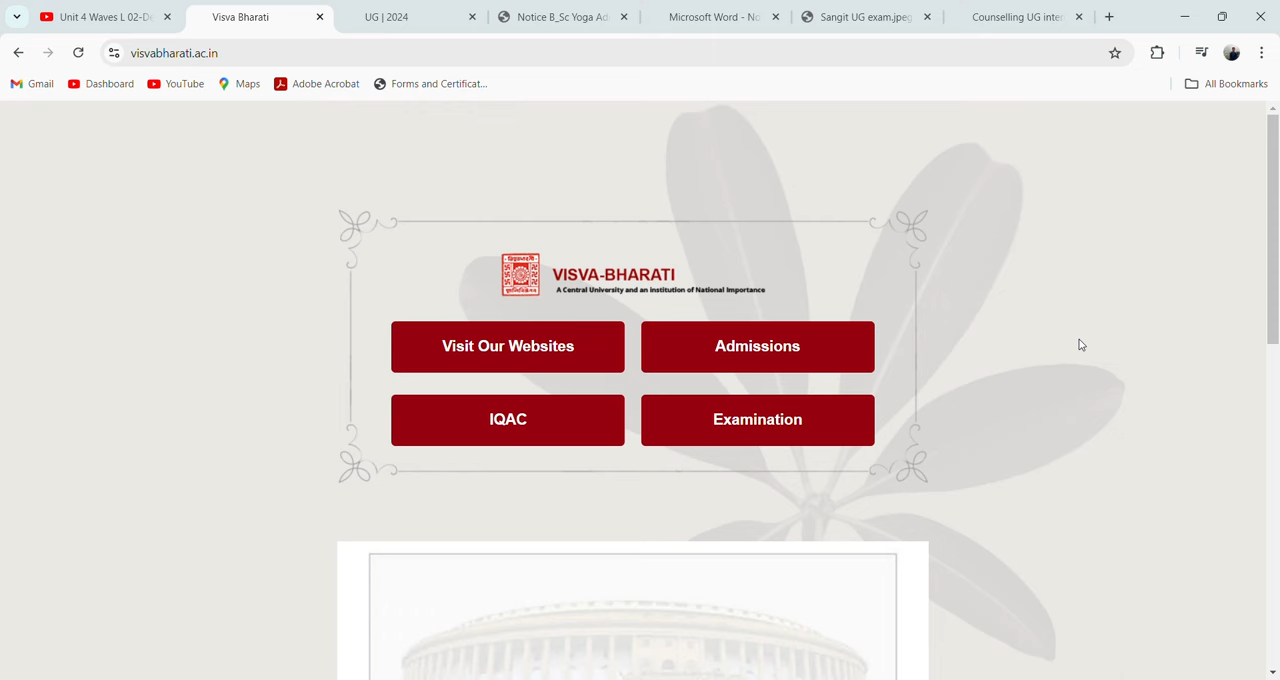 Unit 4 Waves L 02-De
Visva Bharati
UG | 2024
Notice B_Sc Yoga Ad
Microsoft Word - No
Sangit UG exam.jpeg
Counselling UG inter
visvabharati.ac.in
Gmail
Dashboard
YouTube
Maps
Adobe Acrobat
Forms and Certificat...
All Bookmarks
VISVA-BHARATI
A Central University and an institution of National Importance
Visit Our Websites
Admissions
IQAC
Examination